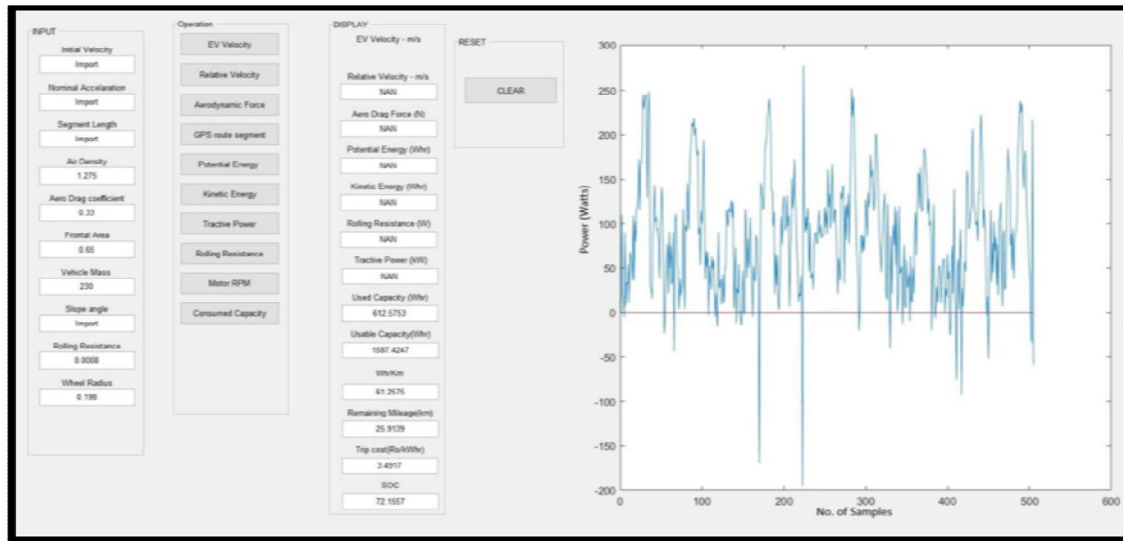 INPUT
Initial Velocity
Import
Nominal Accelaration
Import
Segment Length
Import
Air Density
1.275
Aero Drag coefficient
0.33
Frontal Area
0.65
Vehicle Mass
230
Slope angle
Import
Rolling Resistance
0.0008
Wheel Radius
0.198
Operation
EV Velocity
Relative Velocity
Aerodynamic Force
GPS route segment
Potential Energy
Kinetic Energy
Tractive Power
Rolling Resistance
Motor RPM
Consumed Capacity
DISPLAY
EV Velocity - m/s
Relative Velocity - m/s
NAN
Aero Drag Force (N)
NAN
Potential Energy (Whr)
NAN
Kinetic Energy (Whr)
NAN
Rolling Resistance (W)
NAN
Tractive Power (kW)
NAN
Used Capacity (Whr)
612.5753
Usable Capacity(Whr)
1587.4247
Wh/Km
61.2575
Remaining Mileage(km)
25.9139
Trip cost(Rs/kWhr)
3.4917
SOC
72.1557
RESET
CLEAR
300
250
200
150
100
50
0
-50
-100
-150
-200
Power (Watts)
0
100
200
300
400
500
600
No. of Samples